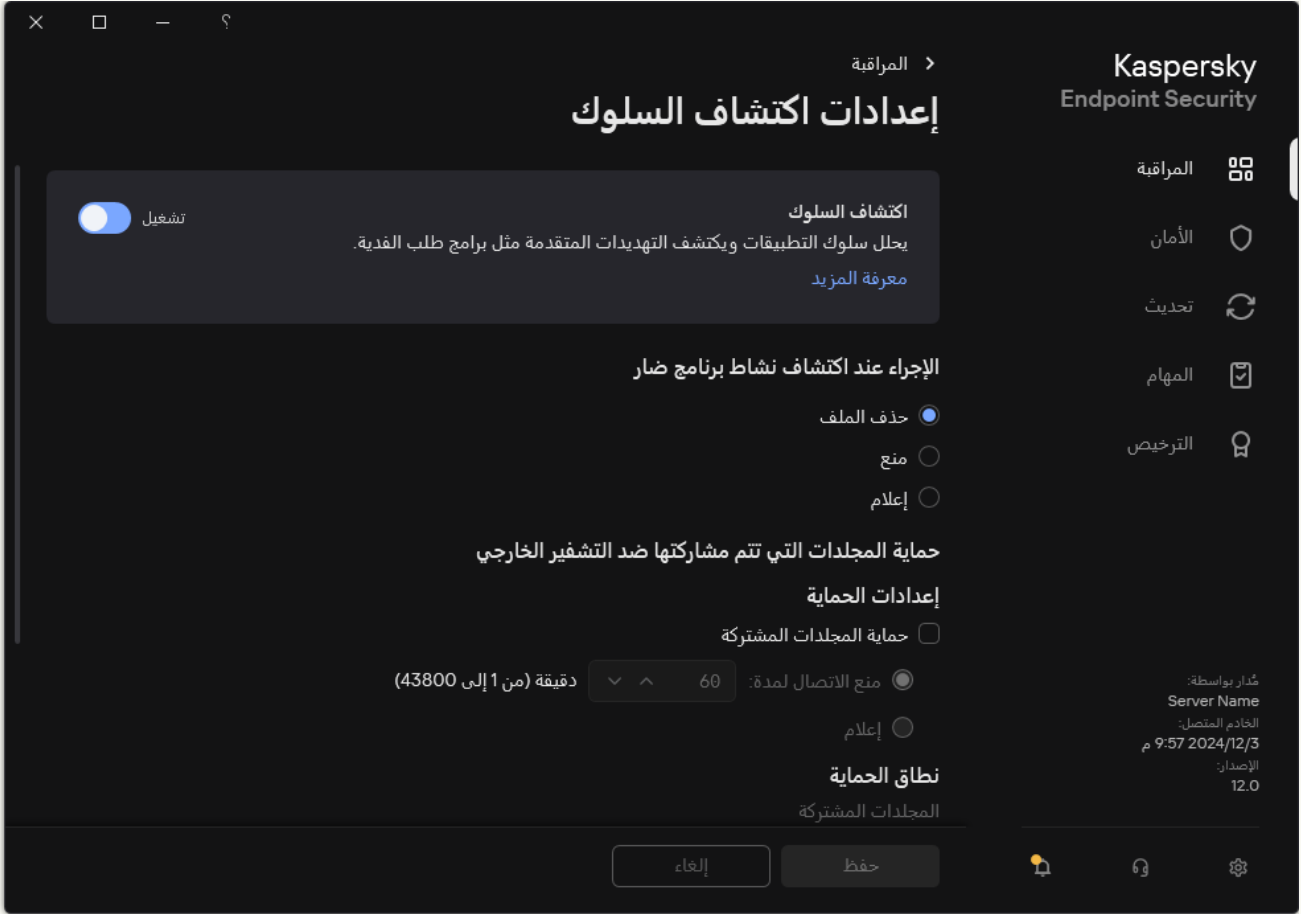 ؟
Kaspersky
Endpoint Security
المراقبة
الأمان
تحديث
المهام
الترخيص
مُدار بواسطة:
Server Name
الخادم المتصل:
2024/12/3 9:57 م
الإصدار:
12.0
المراقبة
إعدادات اكتشاف السلوك
اكتشاف السلوك
تشغيل
يحلل سلوك التطبيقات ويكتشف التهديدات المتقدمة مثل برامج طلب الفدية.
معرفة المزيد
الإجراء عند اكتشاف نشاط برنامج ضار
حذف الملف
منع
إعلام
حماية المجلدات التي تتم مشاركتها ضد التشفير الخارجي
إعدادات الحماية
حماية المجلدات المشتركة
منع الاتصال لمدة: 60 دقيقة (من 1 إلى 43800)
إعلام
نطاق الحماية
المجلدات المشتركة
حفظ
إلغاء